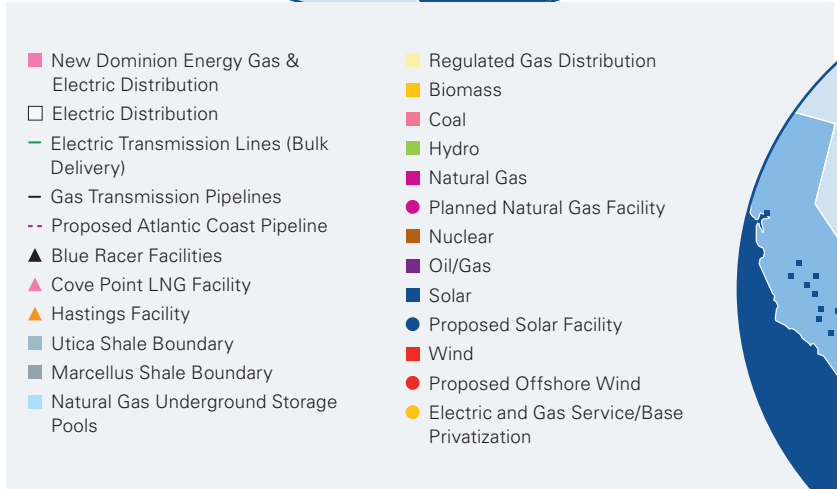 New Dominion Energy Gas &
Electric Distribution
Electric Distribution
Electric Transmission Lines (Bulk
Delivery)
Gas Transmission Pipelines
Proposed Atlantic Coast Pipeline
Blue Racer Facilities
Cove Point LNG Facility
Hastings Facility
Utica Shale Boundary
Marcellus Shale Boundary
Natural Gas Underground Storage
Pools
Regulated Gas Distribution
Biomass
Coal
Hydro
Natural Gas
Planned Natural Gas Facility
Nuclear
Oil/Gas
Solar
Proposed Solar Facility
Wind
Proposed Offshore Wind
Electric and Gas Service/Base
Privatization